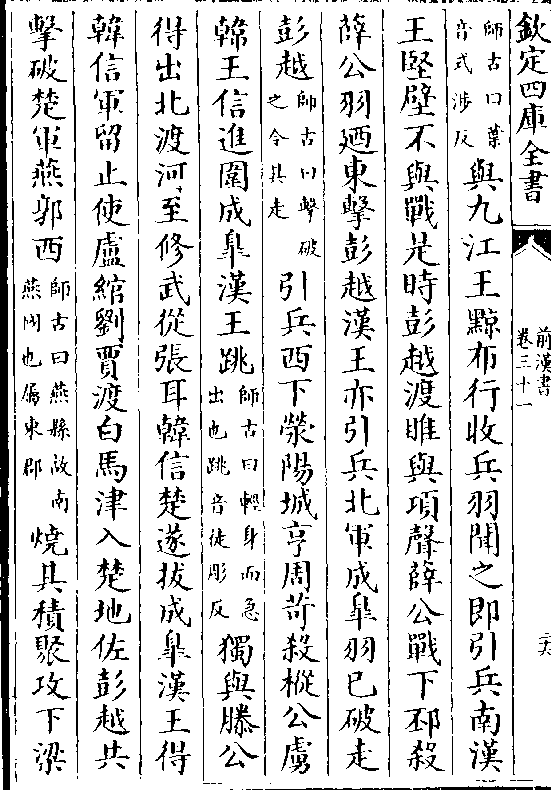 欽定四庫全書
前漢書
卷三十一
二六
師古曰葉
音式涉反
與九江王黥布行收兵羽聞之即引兵南漢
王堅壁不與戰是時彭越渡睢與項聲薛公戰下邳殺
薛公羽廼東擊彭越漢王亦引兵北軍成臯羽已破走
彭越
師古曰擊破
之令其走
引兵西下滎陽城亨周苛殺樅公虜
韓王信進圍成臯漢王跳
師古曰輕身而急
出也跳音徒彫反
獨與滕公
得出北渡河至修武從張耳韓信楚遂拔成臯漢王得
韓信軍留止使盧綰劉賈渡白馬津入楚地佐彭越共
擊破楚軍燕郭西
師古曰燕縣故南
燕國也屬東郡
燒其積聚攻下梁